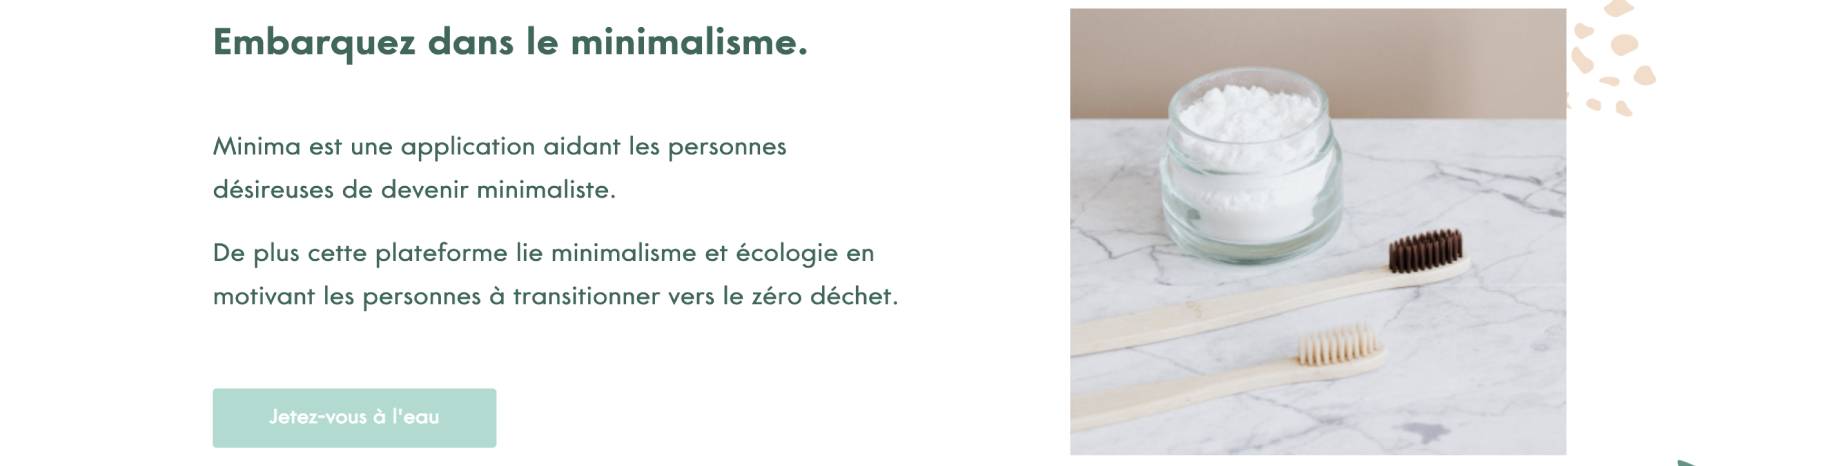 Embarquez dans le minimalisme.
Minima est une application aidant les personnes
désireuses de devenir minimaliste.
De plus cette plateforme lie minimalisme et écologie en
motivant les personnes à transitionner vers le zéro déchet.
Jetez-vous à l'eau